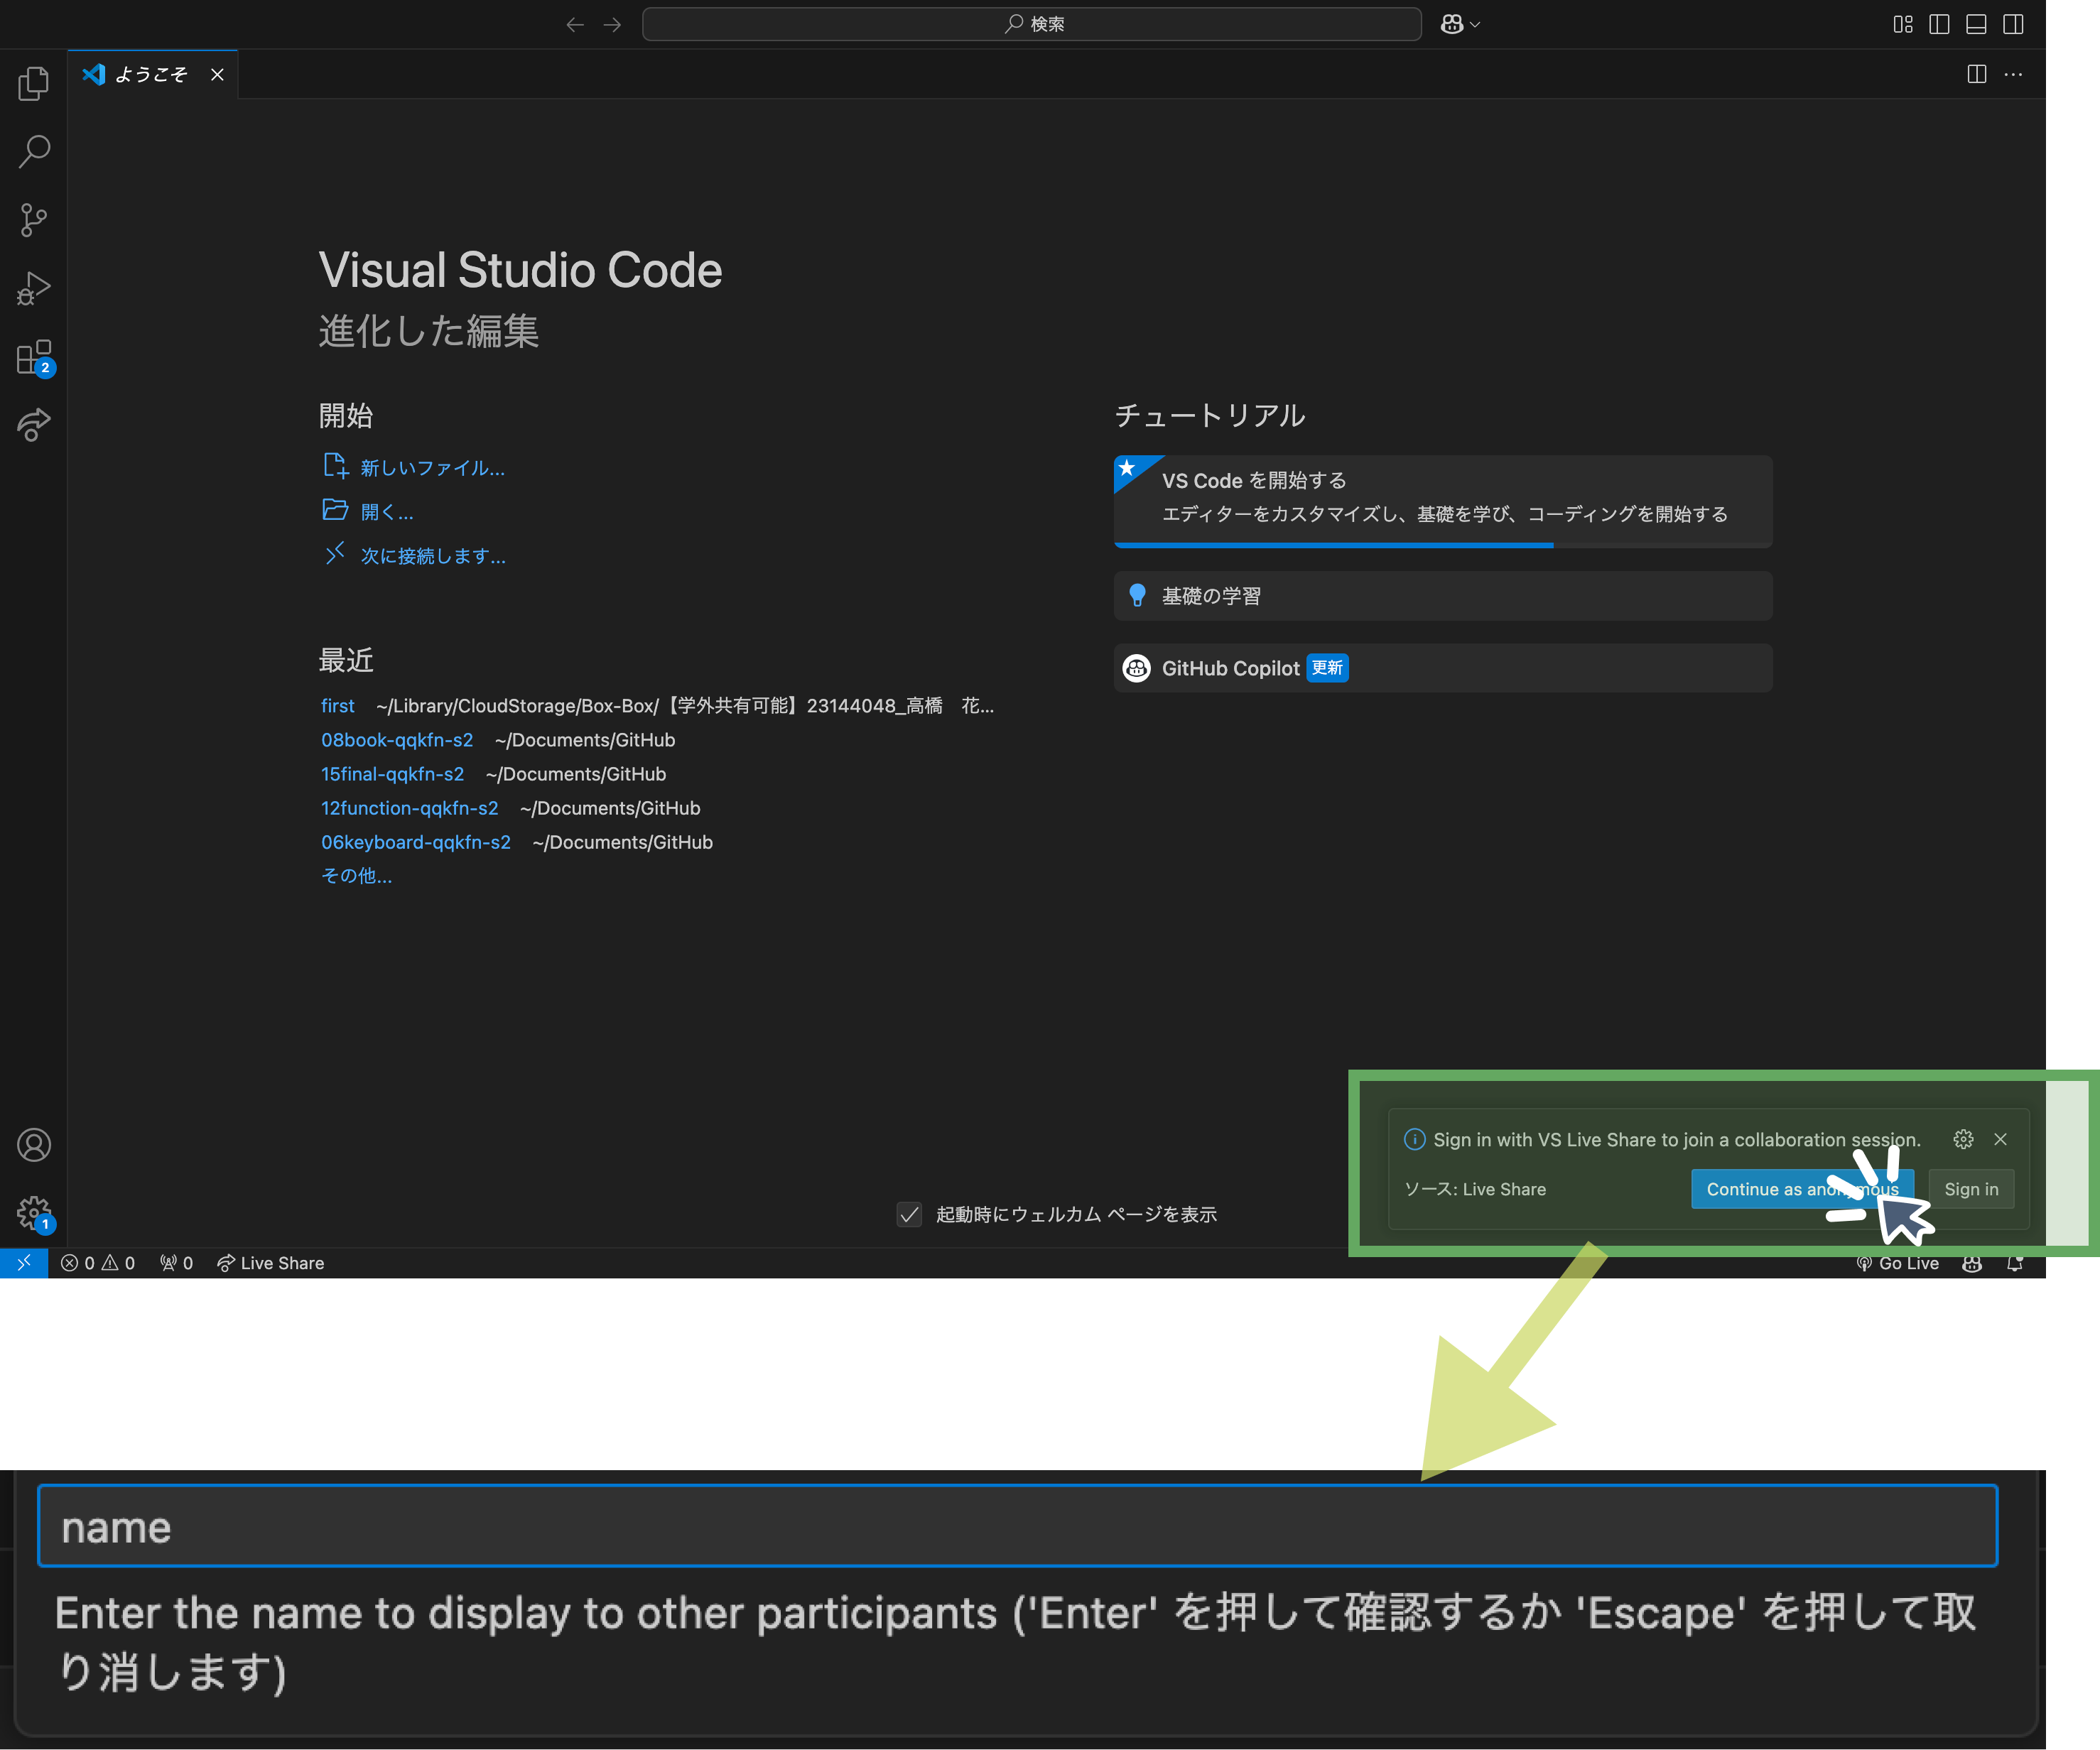 検索
ようこそ
Visual Studio Code
進化した編集
開始
新しいファイル...
開く...
次に接続します...
最近
first ~/Library/CloudStorage/Box-Box/【学外共有可能】23144048_高橋　花...
08book-qqkfn-s2 ~/Documents/GitHub
15final-qqkfn-s2 ~/Documents/GitHub
12function-qqkfn-s2 ~/Documents/GitHub
06keyboard-qqkfn-s2 ~/Documents/GitHub
その他...
チュートリアル
VS Code を開始する
エディターをカスタマイズし、基礎を学び、コーディングを開始する
基礎の学習
GitHub Copilot 更新
2
Sign in with VS Live Share to join a collaboration session.
ソース: Live Share
Continue as anonymous
Sign in
起動時にウェルカム ページを表示
1
0 0 0 Live Share
Go Live
name
Enter the name to display to other participants ('Enter' を押して確認するか 'Escape' を押して取
り消します)